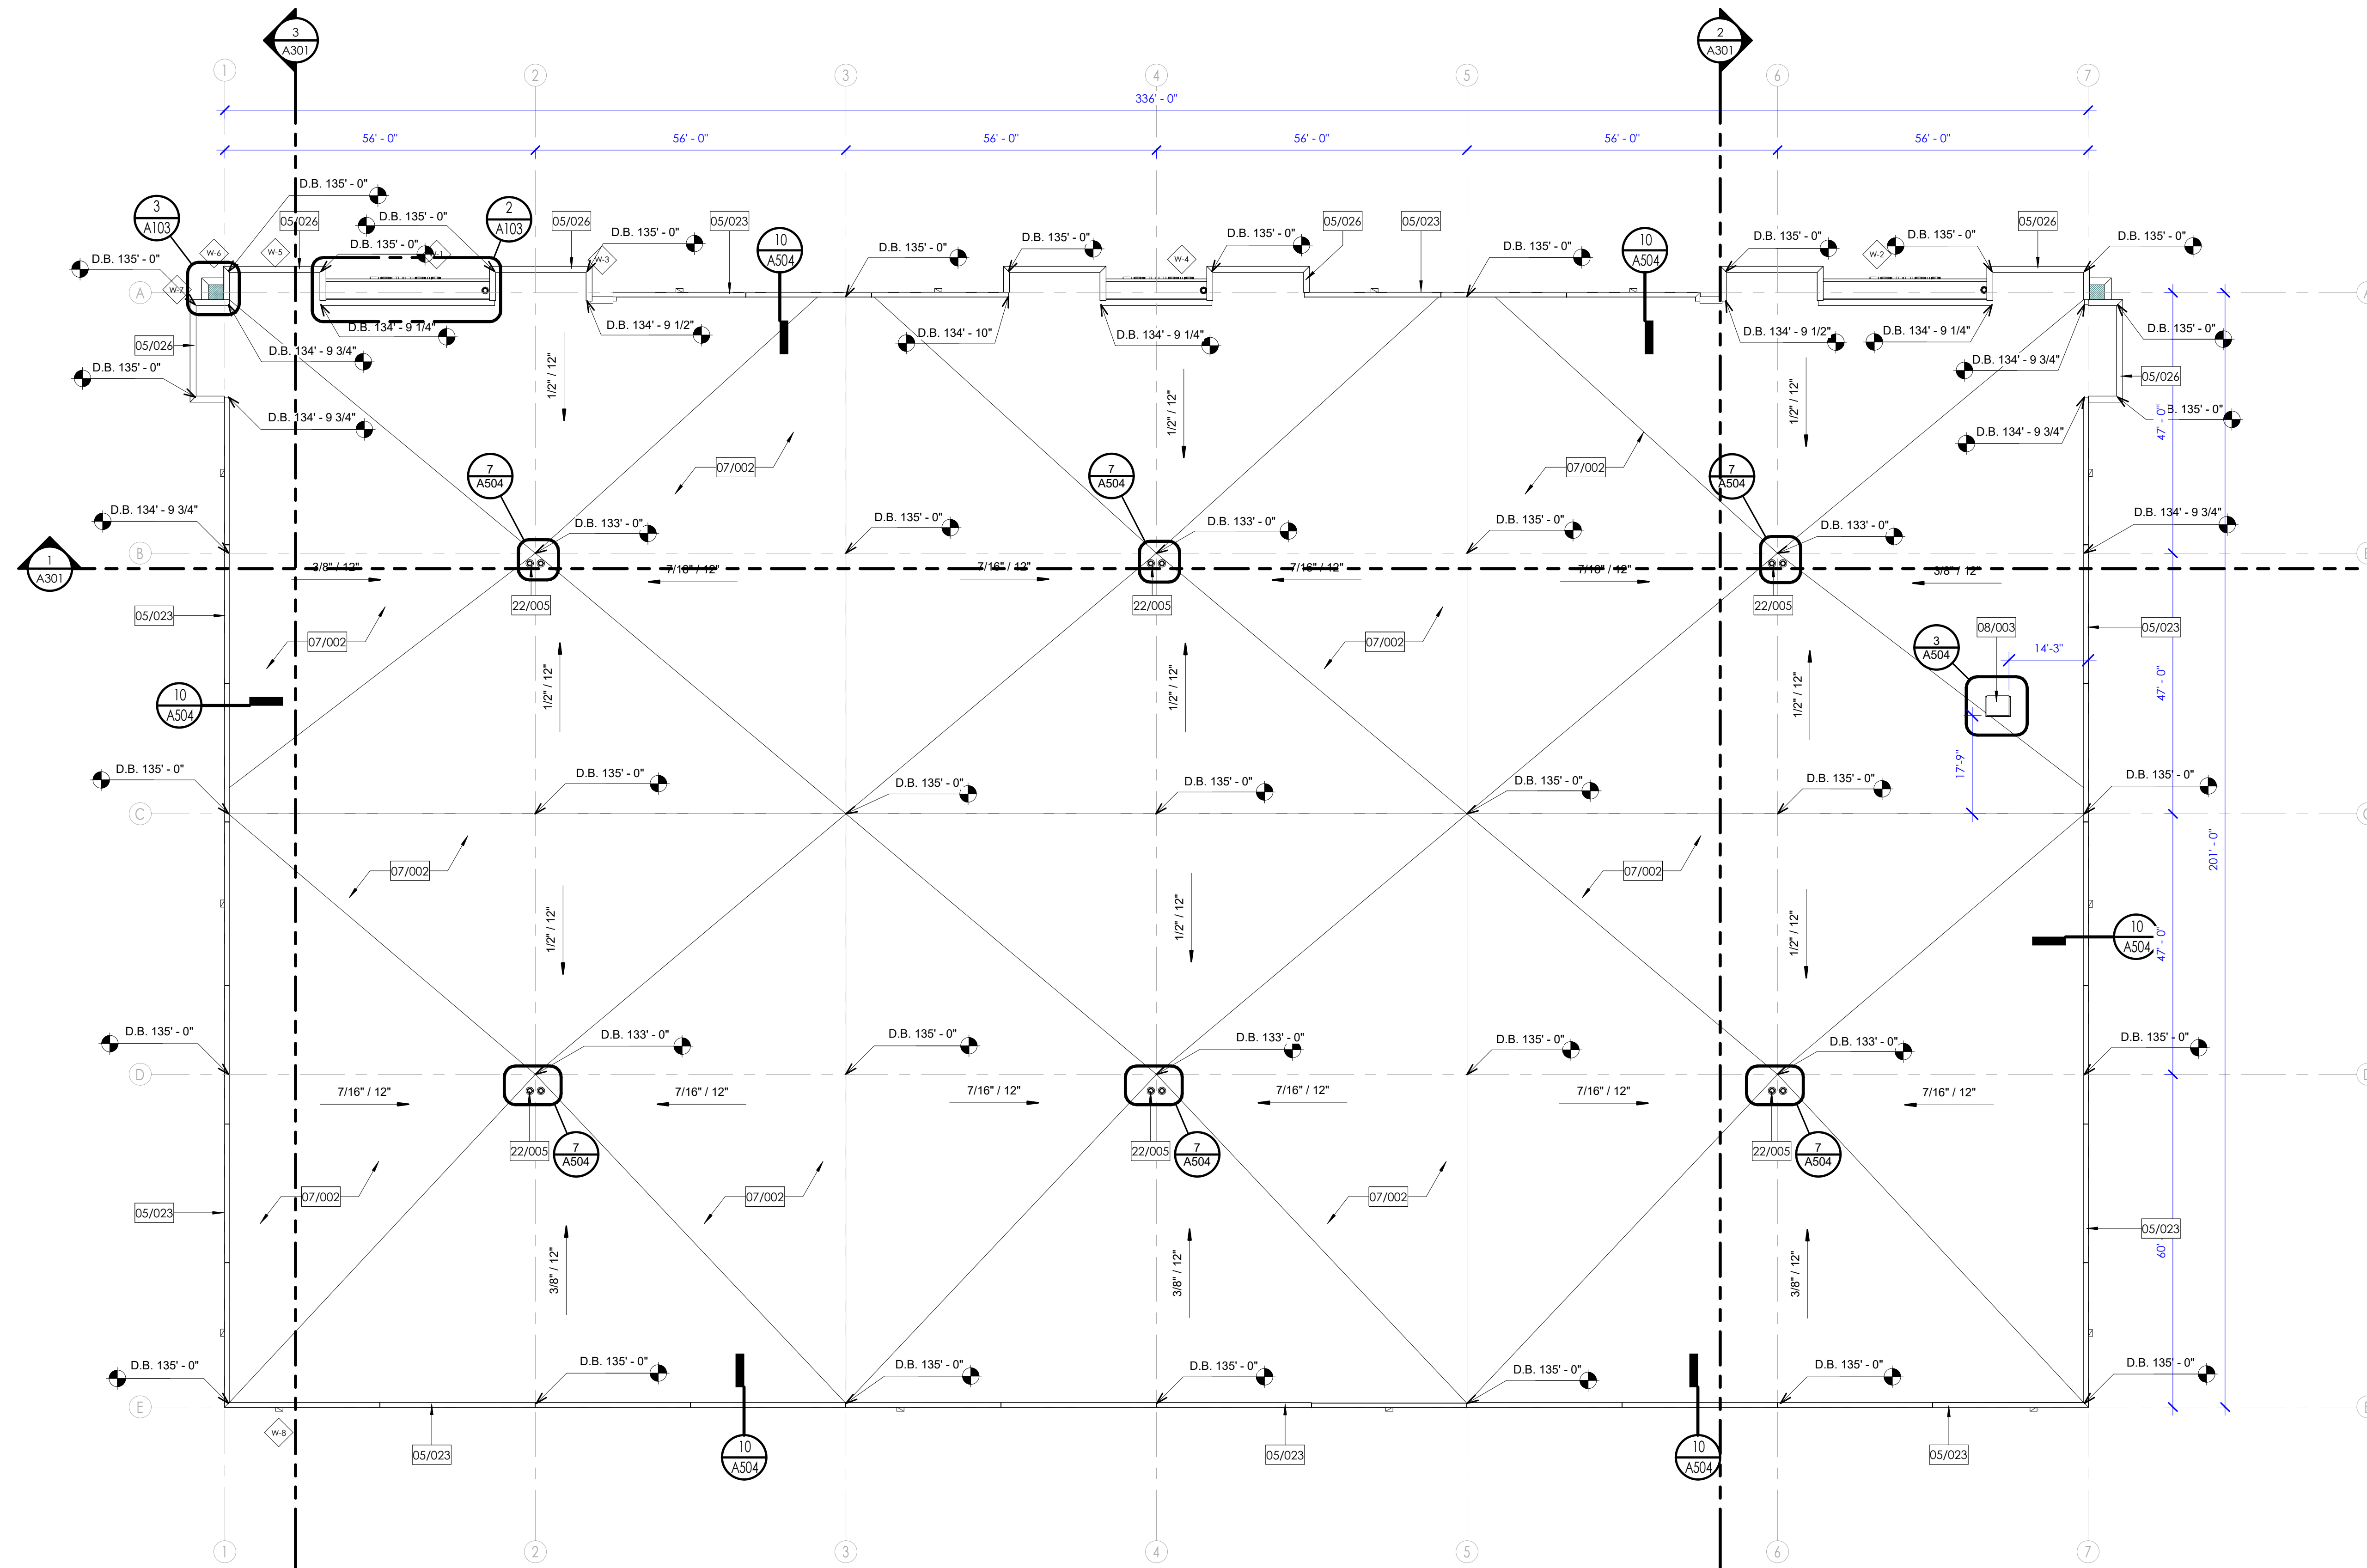 3
A301
2
A301
1
2
3
4
5
6
7
336' - 0"
56' - 0"
56' - 0"
56' - 0"
56' - 0"
56' - 0"
56' - 0"
D.B. 135' - 0"
3
A103
D.B. 135' - 0"
05/026
2
A103
05/026
05/023
05/026
05/023
05/026
W-6
W-5
D.B. 135' - 0"
W-3
D.B. 135' - 0"
10
A504
D.B. 135' - 0"
D.B. 135' - 0"
W-4
D.B. 135' - 0"
D.B. 135' - 0"
10
A504
D.B. 135' - 0"
W-2
D.B. 135' - 0"
D.B. 135' - 0"
D.B. 135' - 0"
W-7
A
A
D.B. 134' - 9 1/4"
D.B. 134' - 9 1/2"
D.B. 134' - 10"
D.B. 134' - 9 1/4"
D.B. 134' - 9 1/2"
D.B. 134' - 9 1/4"
D.B. 135' - 0"
05/026
D.B. 134' - 9 3/4"
D.B. 134' - 9 3/4"
D.B. 135' - 0"
1/2" / 12"
1/2" / 12"
1/2" / 12"
05/026
D.B. 134' - 9 3/4"
B. 135' - 0"
47' - 0"
D.B. 134' - 9 3/4"
07/002
07/002
7
A504
7
A504
7
A504
D.B. 134' - 9 3/4"
D.B. 133' - 0"
D.B. 135' - 0"
D.B. 133' - 0"
D.B. 135' - 0"
D.B. 133' - 0"
D.B. 134' - 9 3/4"
B
1
A301
3/8" / 12"
7/16" / 12"
7/16" / 12"
7/16" / 12"
7/16" / 12"
3/8" / 12"
22/005
22/005
22/005
05/023
07/002
07/002
3
A504
08/003
05/023
14'-3"
1/2" / 12"
1/2" / 12"
1/2" / 12"
47' - 0"
10
A504
17'-9"
D.B. 135' - 0"
D.B. 135' - 0"
D.B. 135' - 0"
D.B. 135' - 0"
D.B. 135' - 0"
D.B. 135' - 0"
D.B. 135' - 0"
C
201' - 0"
07/002
07/002
1/2" / 12"
1/2" / 12"
1/2" / 12"
10
A504
47' - 0"
D.B. 135' - 0"
D.B. 133' - 0"
D.B. 135' - 0"
D.B. 133' - 0"
D.B. 135' - 0"
D.B. 133' - 0"
D.B. 135' - 0"
D
7/16" / 12"
7/16" / 12"
7/16" / 12"
7/16" / 12"
7/16" / 12"
7/16" / 12"
22/005
7
A504
22/005
7
A504
22/005
7
A504
05/023
07/002
07/002
07/002
05/023
60'
3/8" / 12"
3/8" / 12"
3/8" / 12"
D.B. 135' - 0"
D.B. 135' - 0"
D.B. 135' - 0"
D.B. 135' - 0"
D.B. 135' - 0"
D.B. 135' - 0"
D.B. 135' - 0"
E
W-8
05/023
10
A504
05/023
10
A504
05/023
1
2
3
4
5
6
7